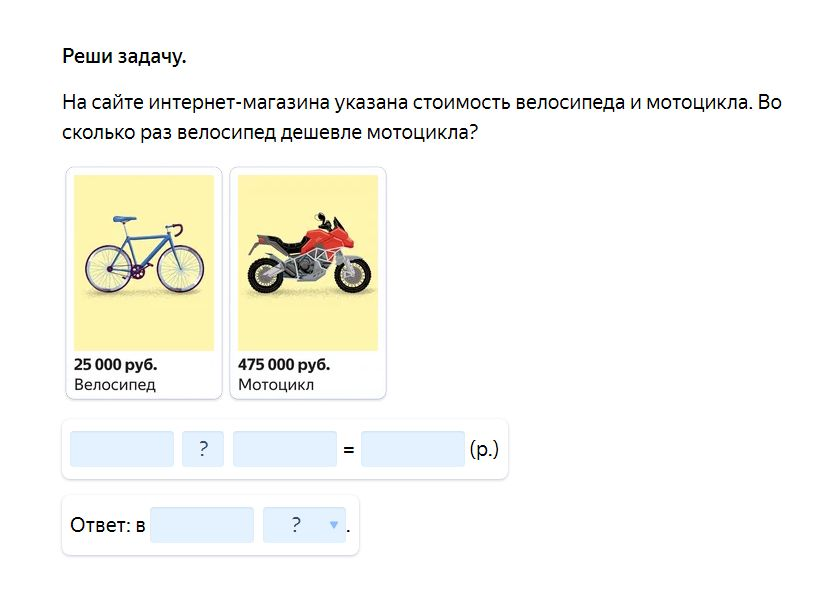 Реши задачу.
На сайте интернет-магазина указана стоимость велосипеда и мотоцикла. Во
сколько раз велосипед дешевле мотоцикла?
25 000 руб.
Велосипед
475 000 руб.
Мотоцикл
? = (р.)
Ответ: в ? .